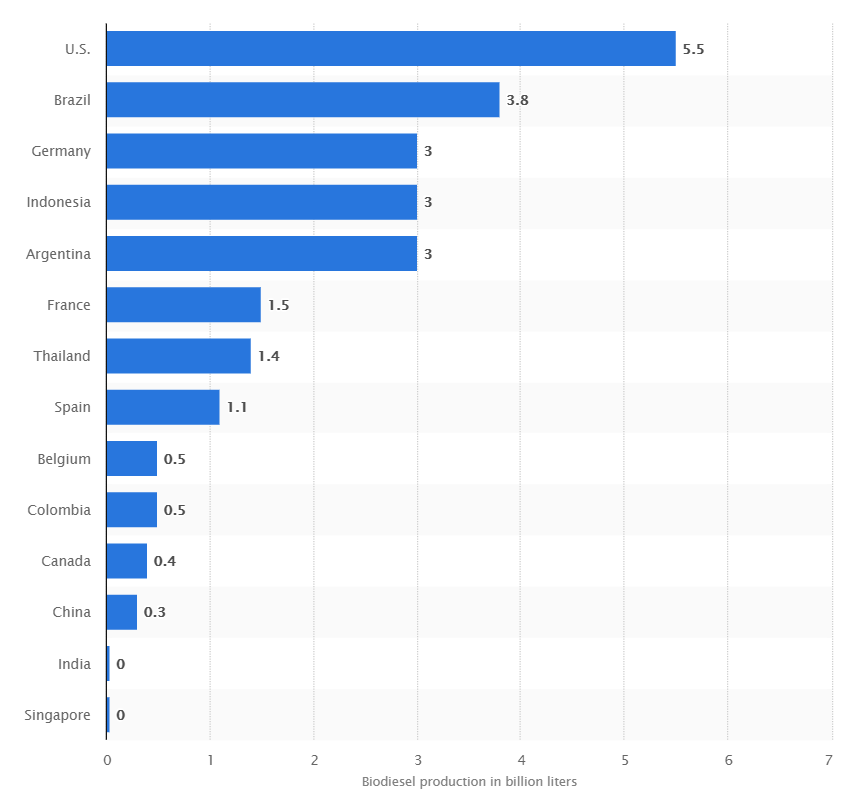 U.S. 5.5
Brazil 3.8
Germany 3
Indonesia 3
Argentina 3
France 1.5
Thailand 1.4
Spain 1.1
Belgium 0.5
Colombia 0.5
Canada 0.4
China 0.3
India 0
Singapore 0
0 1 2 3 4 5 6 7
Biodiesel production in billion liters